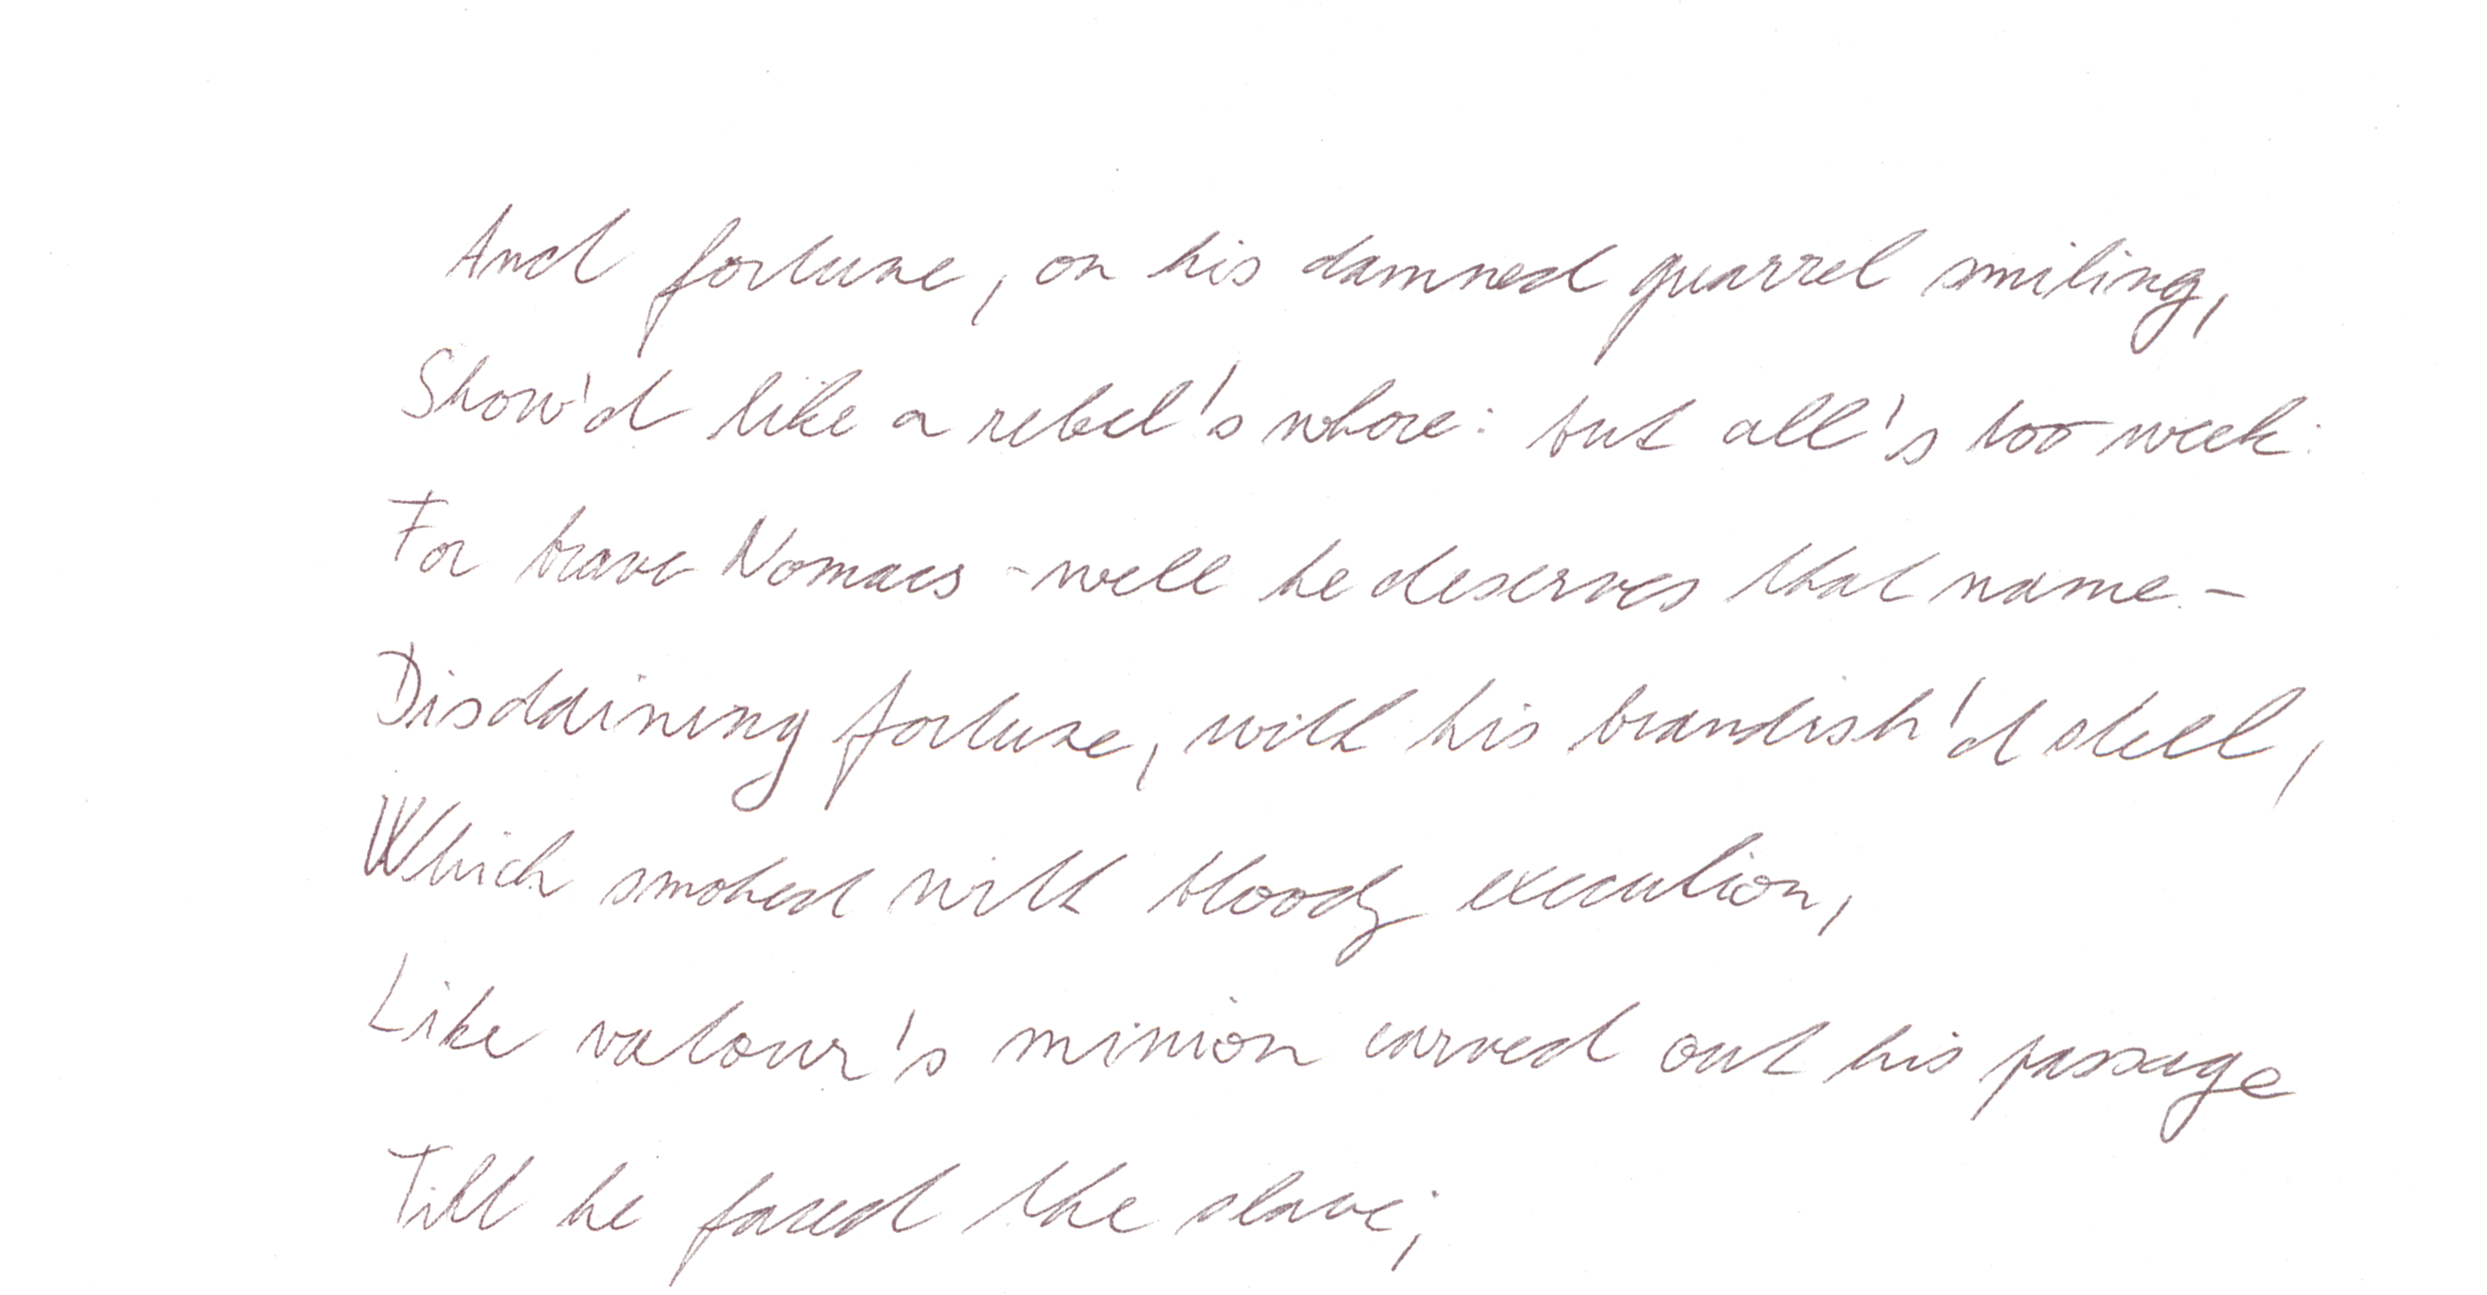 And fortune, on his damned quarrel smiling,
Show'd like a rebel's whore: but all's too week:
For brave Nomacs - well he deserves that name -
Disdaining fortune, with his brandish'd steel,
Which smoked with bloody execution,
Like valour's minion carved out his passage
Till he faced the slave;